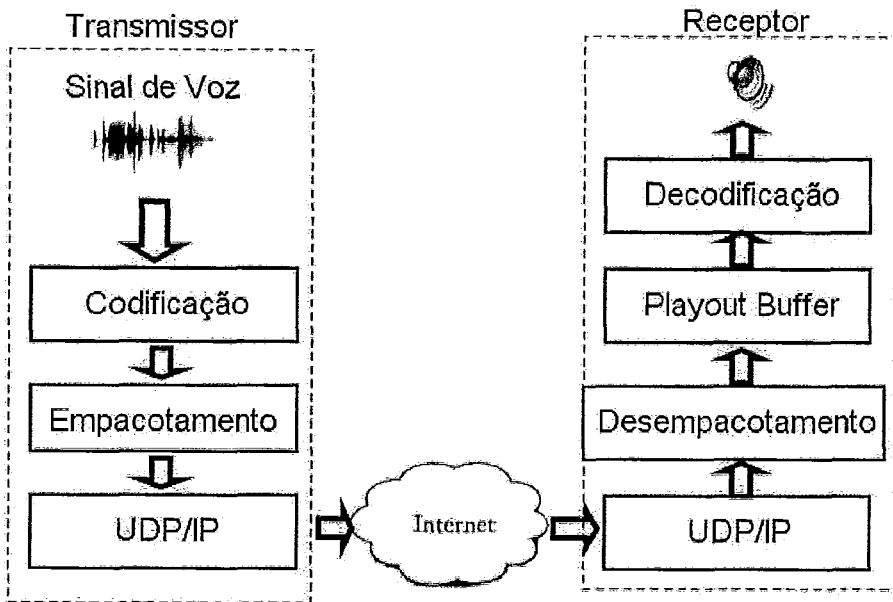 Transmissor
Sinal de Voz
Codificação
Empacotamento
UDP/IP
Internet
Receptor
Decodificação
Playout Buffer
Desempacotamento
UDP/IP